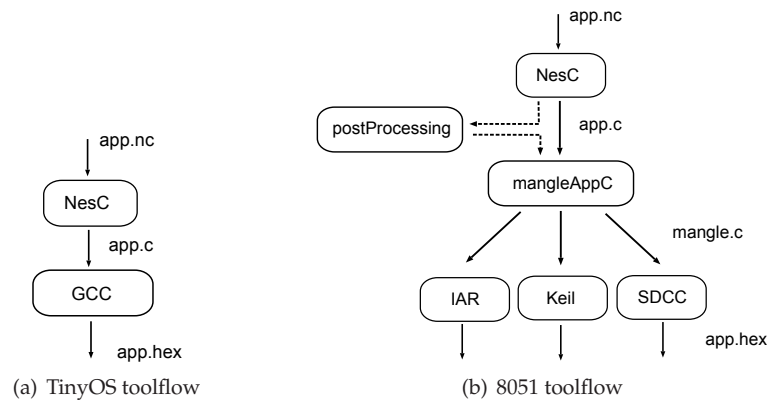 app.nc
NesC
app.c
GCC
app.hex
(a) TinyOS toolflow
app.nc
NesC
postProcessing
app.c
mangleAppC
mangle.c
IAR
Keil
SDCC
app.hex
(b) 8051 toolflow